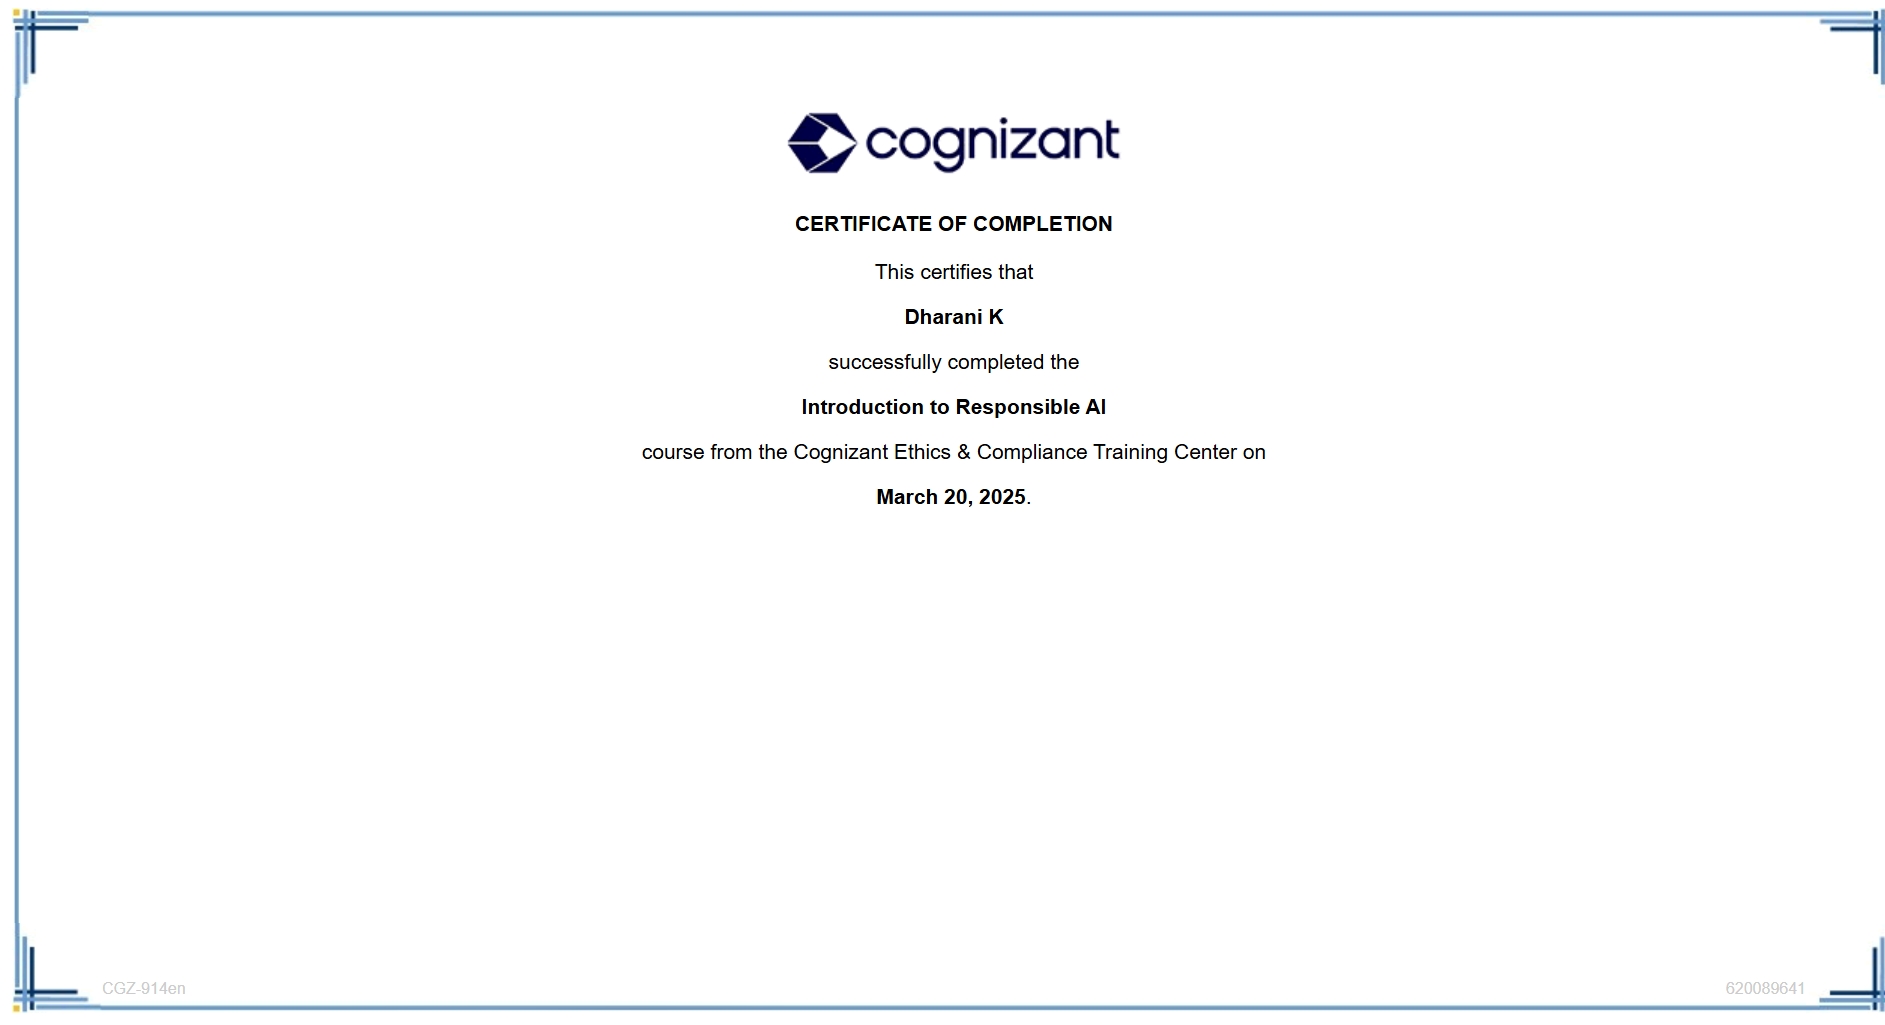 cognizant
CERTIFICATE OF COMPLETION
This certifies that
Dharani K
successfully completed the
Introduction to Responsible AI
course from the Cognizant Ethics & Compliance Training Center on
March 20, 2025.
CGZ-914en
620089641